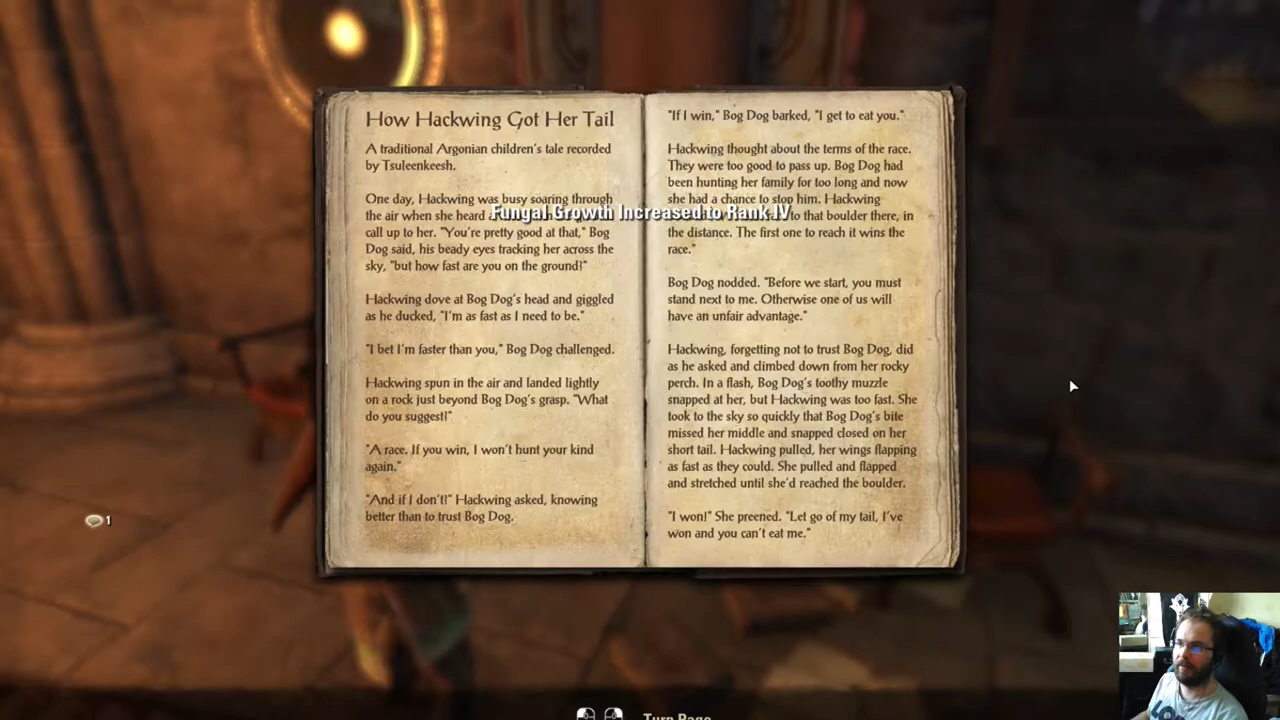 How Hackwing Got Her Tail
A traditional Argonian children's tale recorded
by Tsuleenkeesh.
One day, Hackwing was busy soaring through
the air when she heard
call up to her. "You're pretty good at that," Bog
Dog said, his beady eyes tracking her across the
sky, "but how fast are you on the ground?"
Hackwing dove at Bog Dog's head and giggled
as he ducked, "I'm as fast as I need to be."
"I bet I'm faster than you," Bog Dog challenged.
Hackwing spun in the air and landed lightly
on a rock just beyond Bog Dog's grasp. "What
do you suggest?"
"A race. If you win, I won't hunt your kind
again."
"And if I don't?" Hackwing asked, knowing
better than to trust Bog Dog.
"If I win," Bog Dog barked, "I get to eat you."
Hackwing thought about the terms of the race.
They were too good to pass up. Bog Dog had
been hunting her family for too long and now
she had a chance to stop him. Hackwing
to that boulder there, in
the distance. The first one to reach it wins the
race."
Bog Dog nodded. "Before we start, you must
stand next to me. Otherwise one of us will
have an unfair advantage."
Hackwing, forgetting not to trust Bog Dog, did
as he asked and climbed down from her rocky
perch. In a flash, Bog Dog's toothy muzzle
snapped at her, but Hackwing was too fast. She
took to the sky so quickly that Bog Dog's bite
missed her middle and snapped closed on her
short tail. Hackwing pulled, her wings flapping
as fast as they could. She pulled and flapped
and stretched until she'd reached the boulder.
"I won!" She preened. "Let go of my tail, I've
won and you can't eat me."
Fungal Growth Increased to Rank IV
1
Turn Page